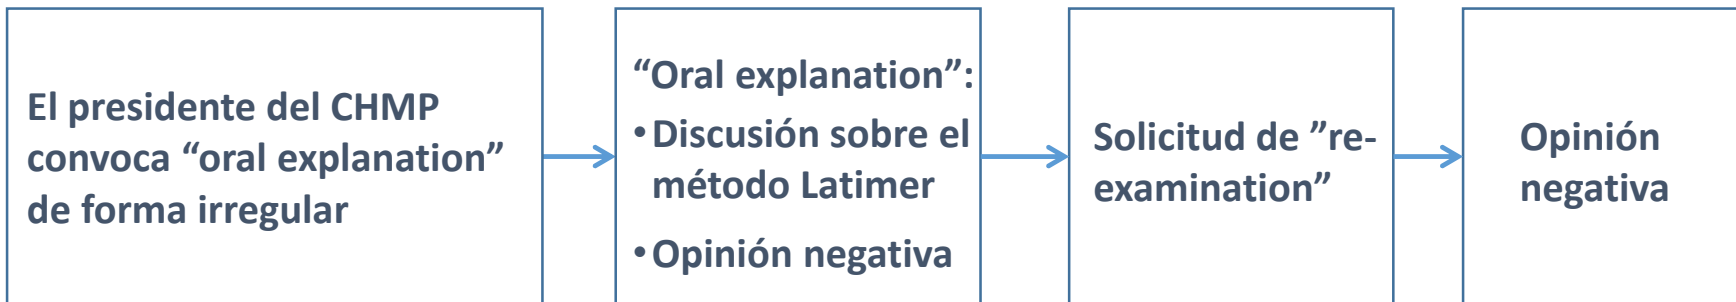 El presidente del CHMP
convoca “oral explanation”
de forma irregular
“Oral explanation”:
• Discusión sobre el
método Latimer
• Opinión negativa
Solicitud de ”re-
examination”
Opinión
negativa